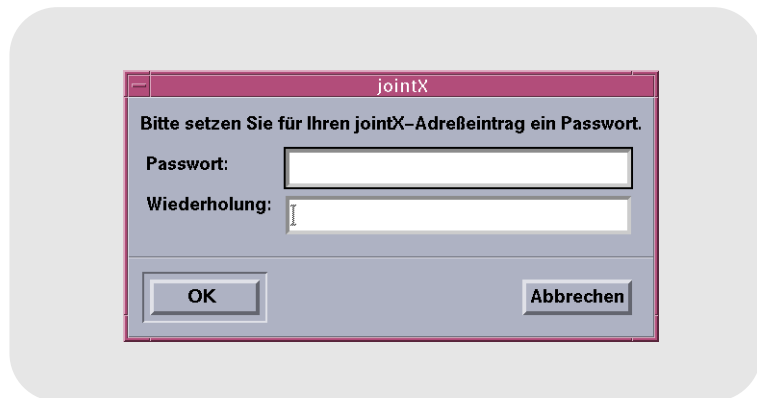 jointX
Bitte setzen Sie für Ihren jointX–Adreßeintrag ein Passwort.
Passwort:
Wiederholung:
OK Abbrechen